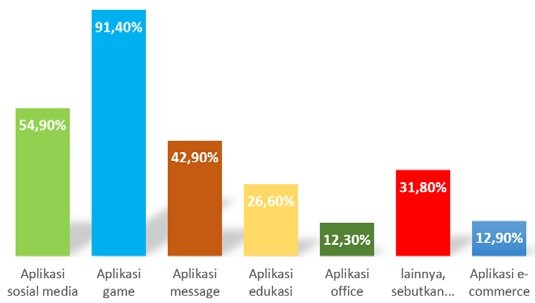 91,40%
54,90%
42,90%
26,60%
31,80%
12,30%
12,90%
Aplikasi
sosial media
Aplikasi
game
Aplikasi
message
Aplikasi
edukasi
Aplikasi
office
lainnya,
sebutkan...
Aplikasi e-
commerce